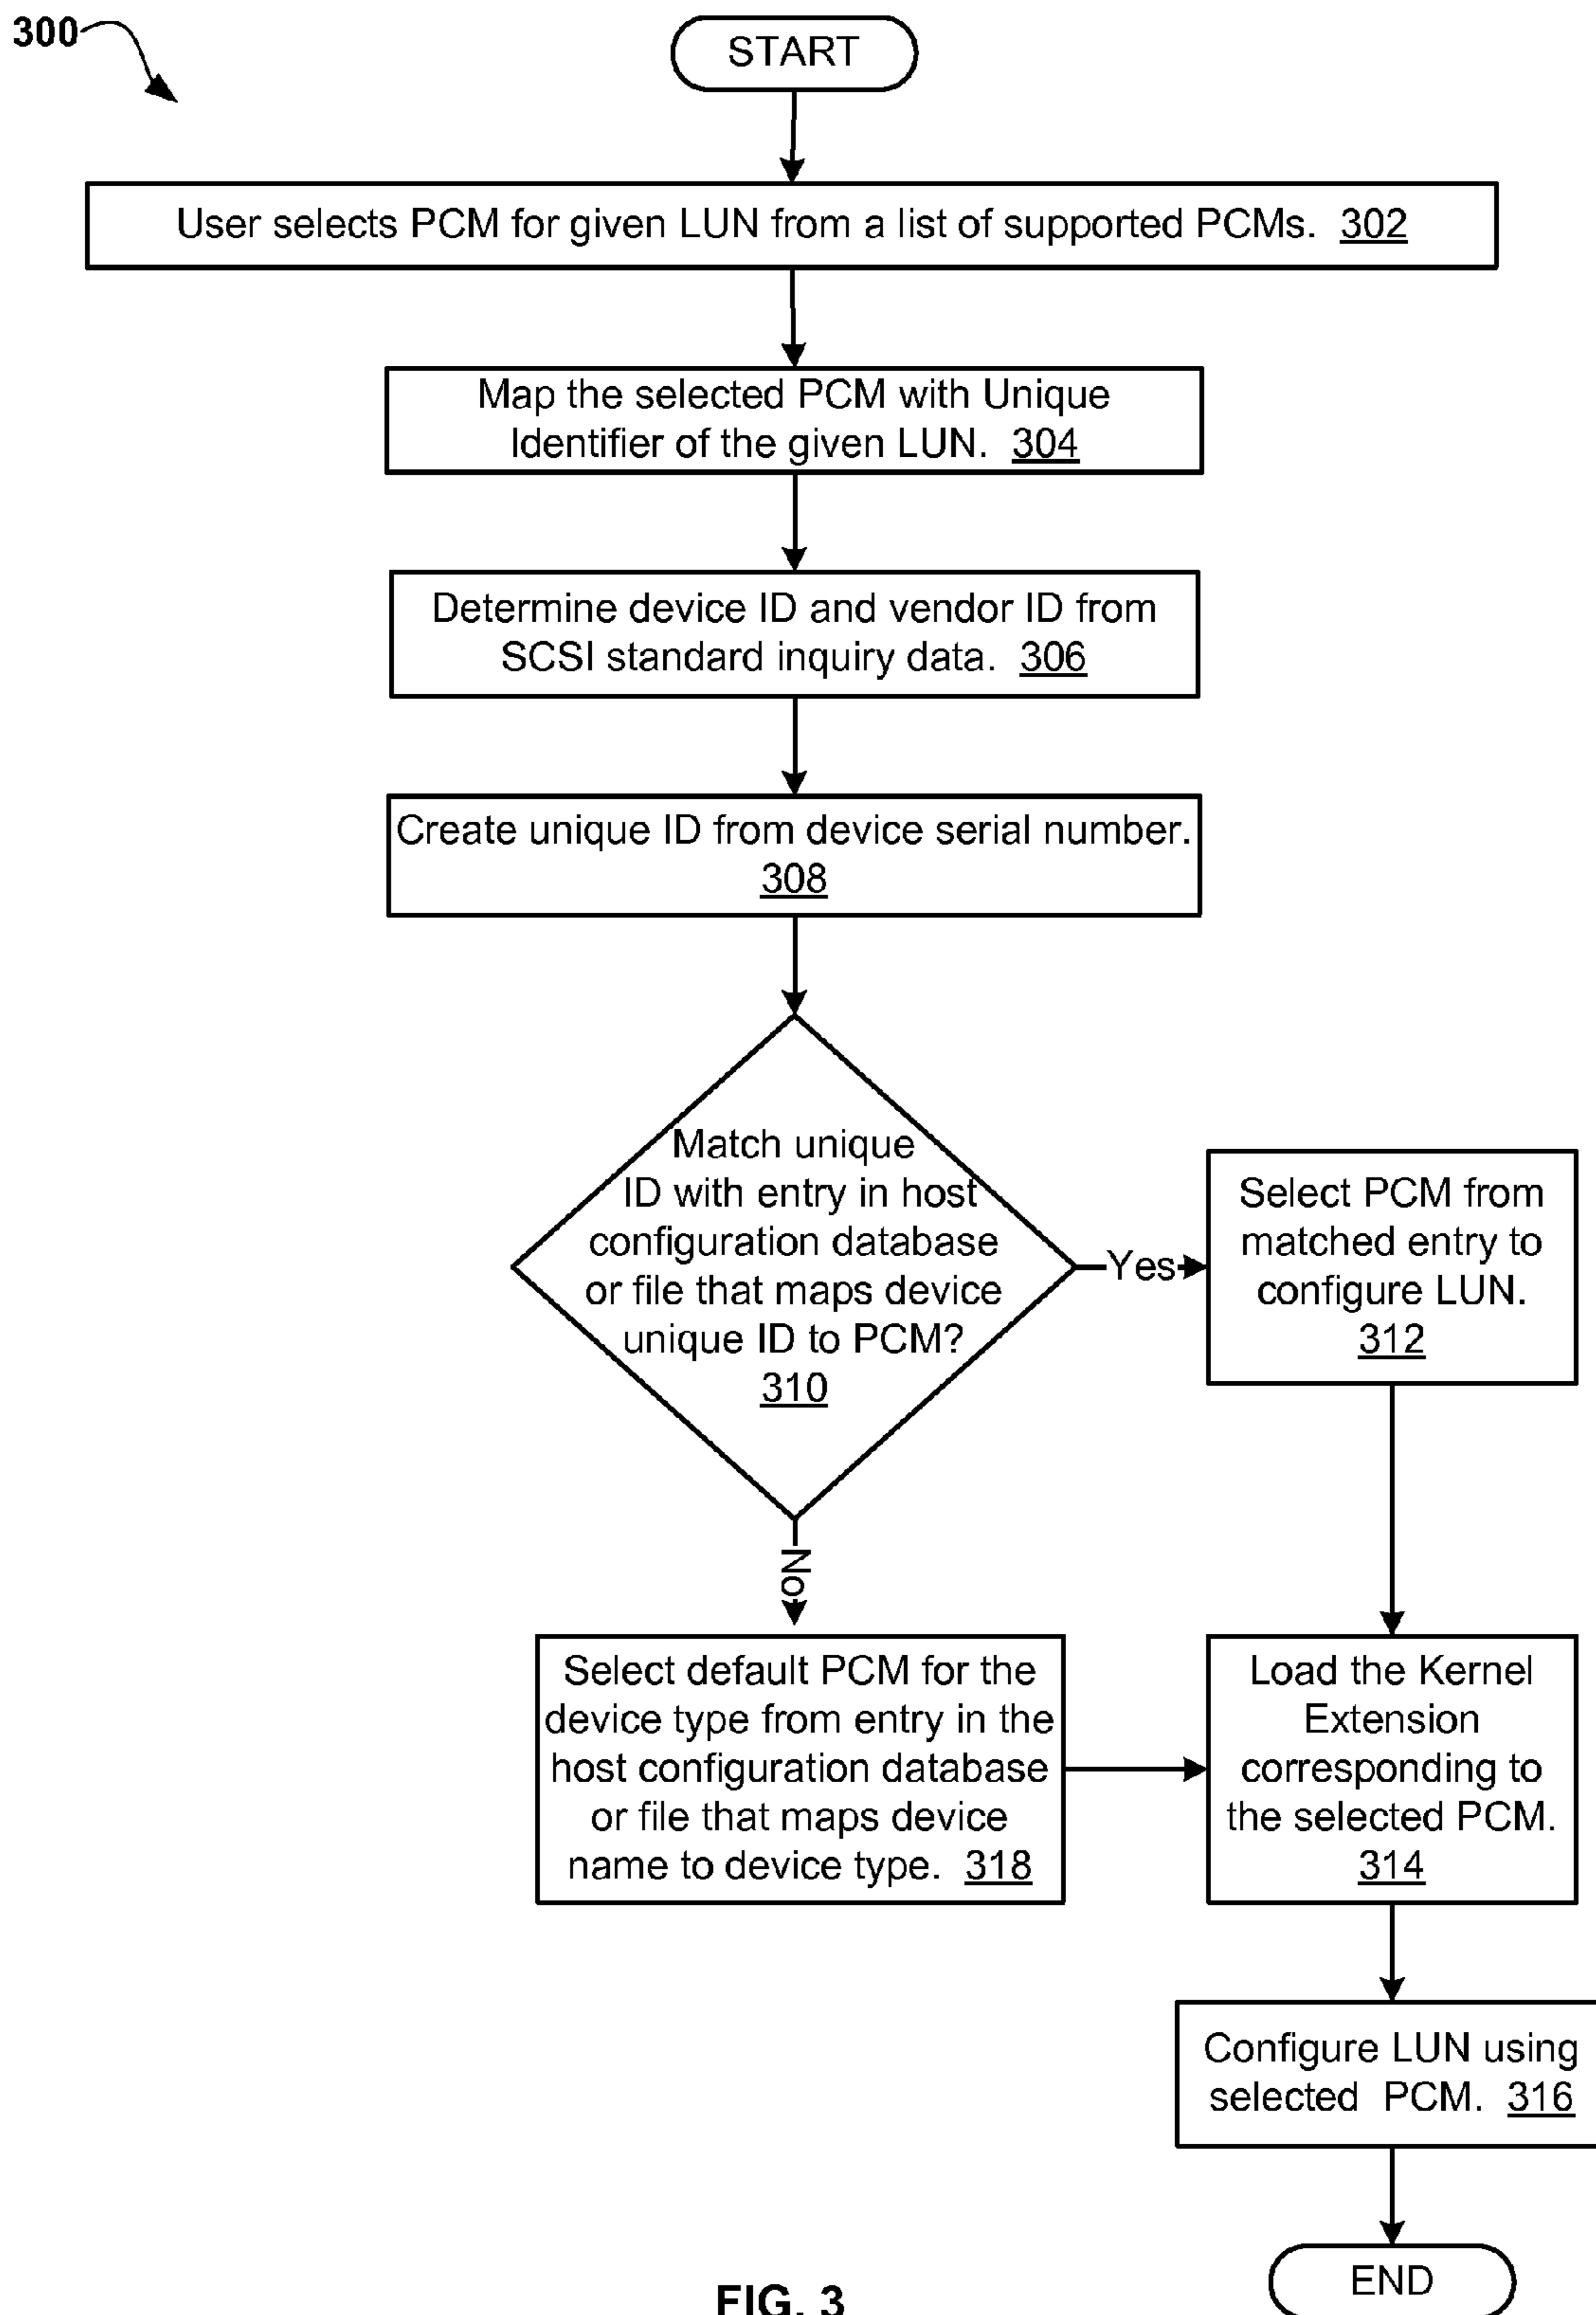 300
START
User selects PCM for given LUN from a list of supported PCMs. 302
Map the selected PCM with Unique
Identifier of the given LUN. 304
Determine device ID and vendor ID from
SCSI standard inquiry data. 306
Create unique ID from device serial number.
308
Match unique
ID with entry in host
configuration database
or file that maps device
unique ID to PCM?
310
Yes
Select PCM from
matched entry to
configure LUN.
312
No
Select default PCM for the
device type from entry in the
host configuration database
or file that maps device
name to device type. 318
Load the Kernel
Extension
corresponding to
the selected PCM.
314
Configure LUN using
selected PCM. 316
END
FIG. 3